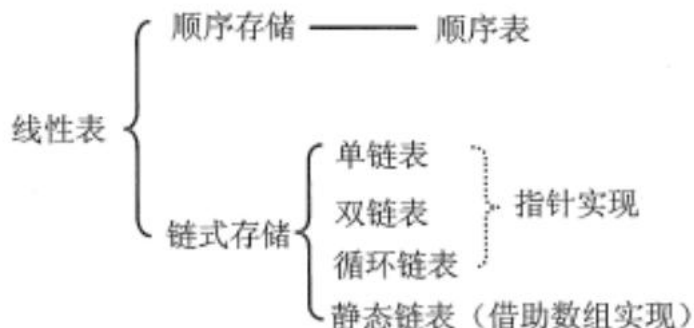 顺序存储 顺序表
线性表
单链表
双链表 指针实现
链式存储
循环链表
静态链表（借助数组实现）